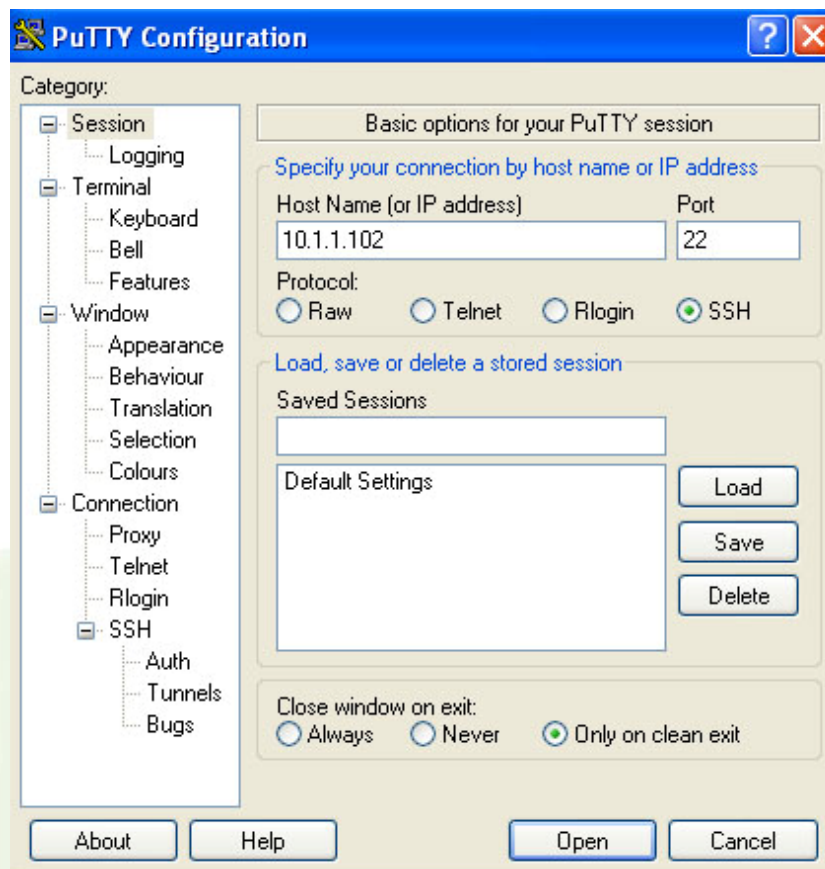 PuTTY Configuration
?
Category:
Session
Logging
Terminal
Keyboard
Bell
Features
Window
Appearance
Behaviour
Translation
Selection
Colours
Connection
Proxy
Telnet
Rlogin
SSH
Auth
Tunnels
Bugs
Basic options for your PuTTY session
Specify your connection by host name or IP address
Host Name (or IP address) Port
10.1.1.102 22
Protocol:
Raw Telnet Rlogin SSH
Load, save or delete a stored session
Saved Sessions
Default Settings
Load
Save
Delete
Close window on exit:
Always Never Only on clean exit
About Help Open Cancel